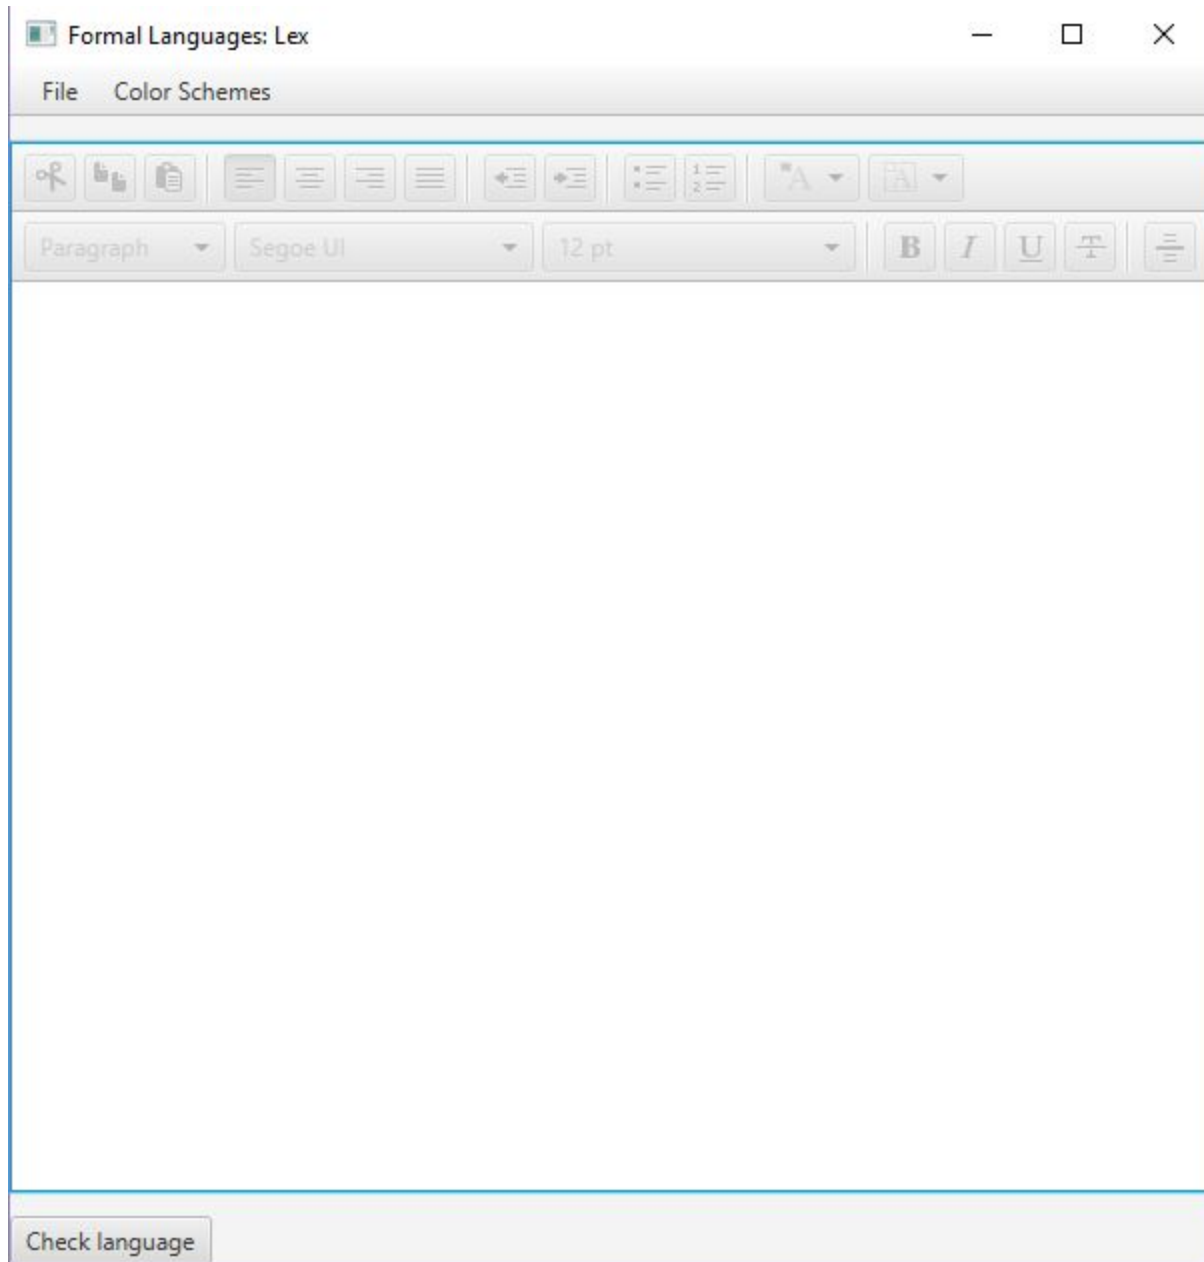 Formal Languages: Lex
File Color Schemes
Paragraph Segoe UI 12 pt B I U T
Check language